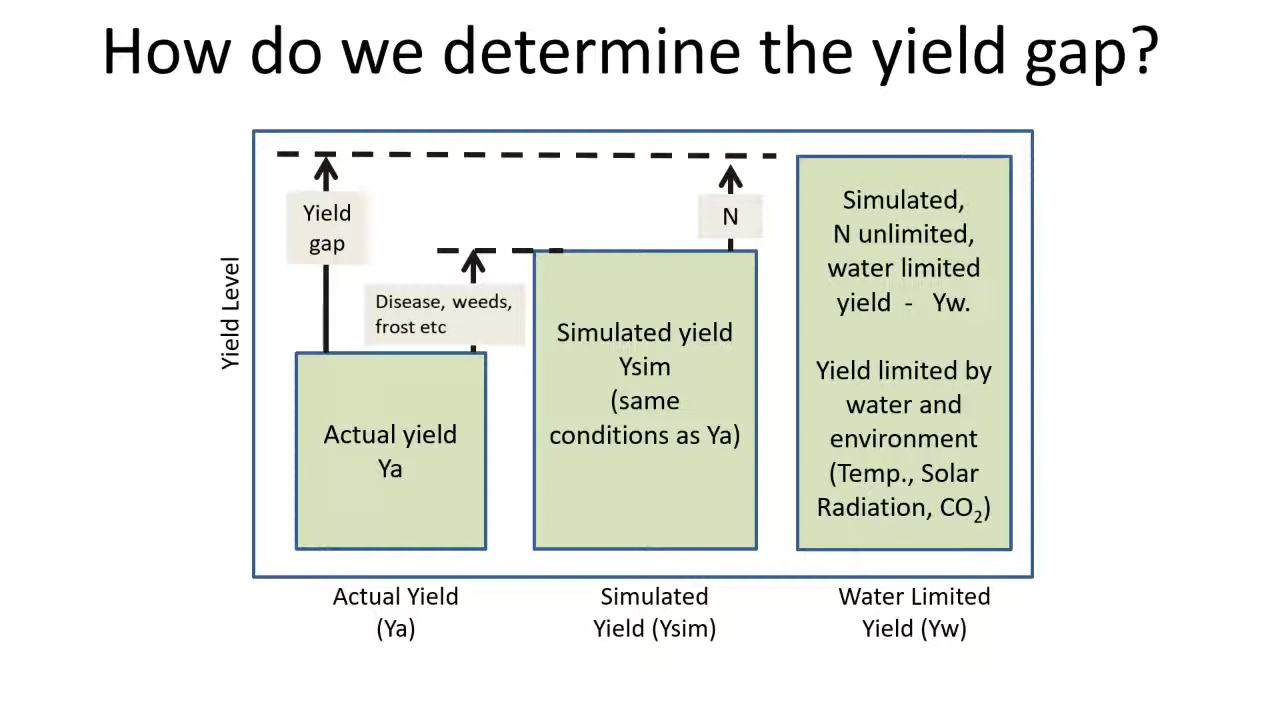 How do we determine the yield gap?
Yield Level
Yield
gap
Disease, weeds,
frost etc
N
Actual yield
Ya
Simulated yield
Ysim
(same
conditions as Ya)
Simulated,
N unlimited,
water limited
yield - Yw.
Yield limited by
water and
environment
(Temp., Solar
Radiation, CO₂)
Actual Yield
(Ya)
Simulated
Yield (Ysim)
Water Limited
Yield (Yw)